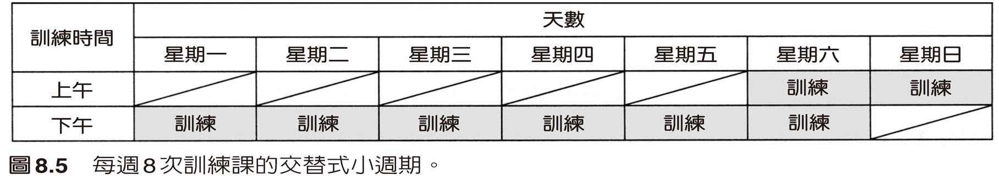 訓練時間 天數
星期一 星期二 星期三 星期四 星期五 星期六 星期日
上午 訓練 訓練
下午 訓練 訓練 訓練 訓練 訓練 訓練
圖8.5 每週8次訓練課的交替式小週期。